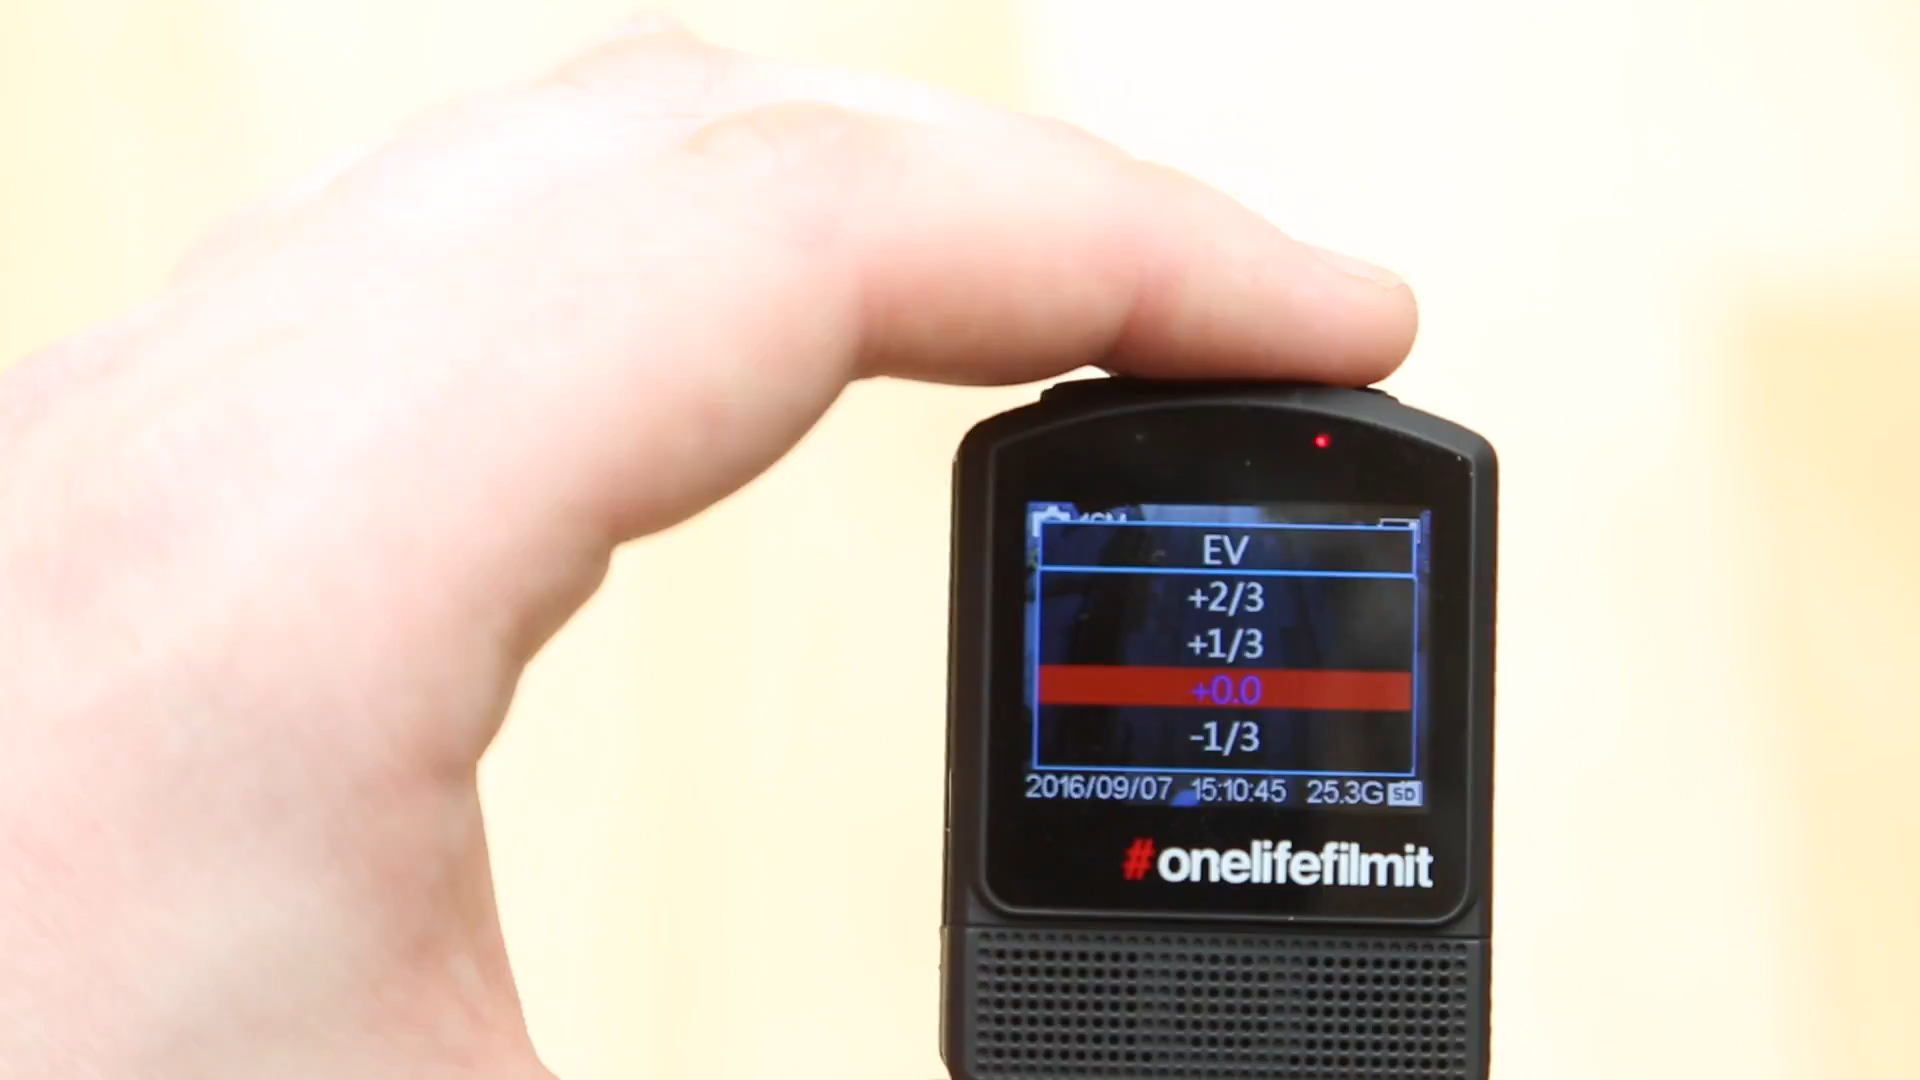 EV
+2/3
+1/3
+0.0
-1/3
2016/09/07 15:10:45 25.3G SD
#onelifefilmit